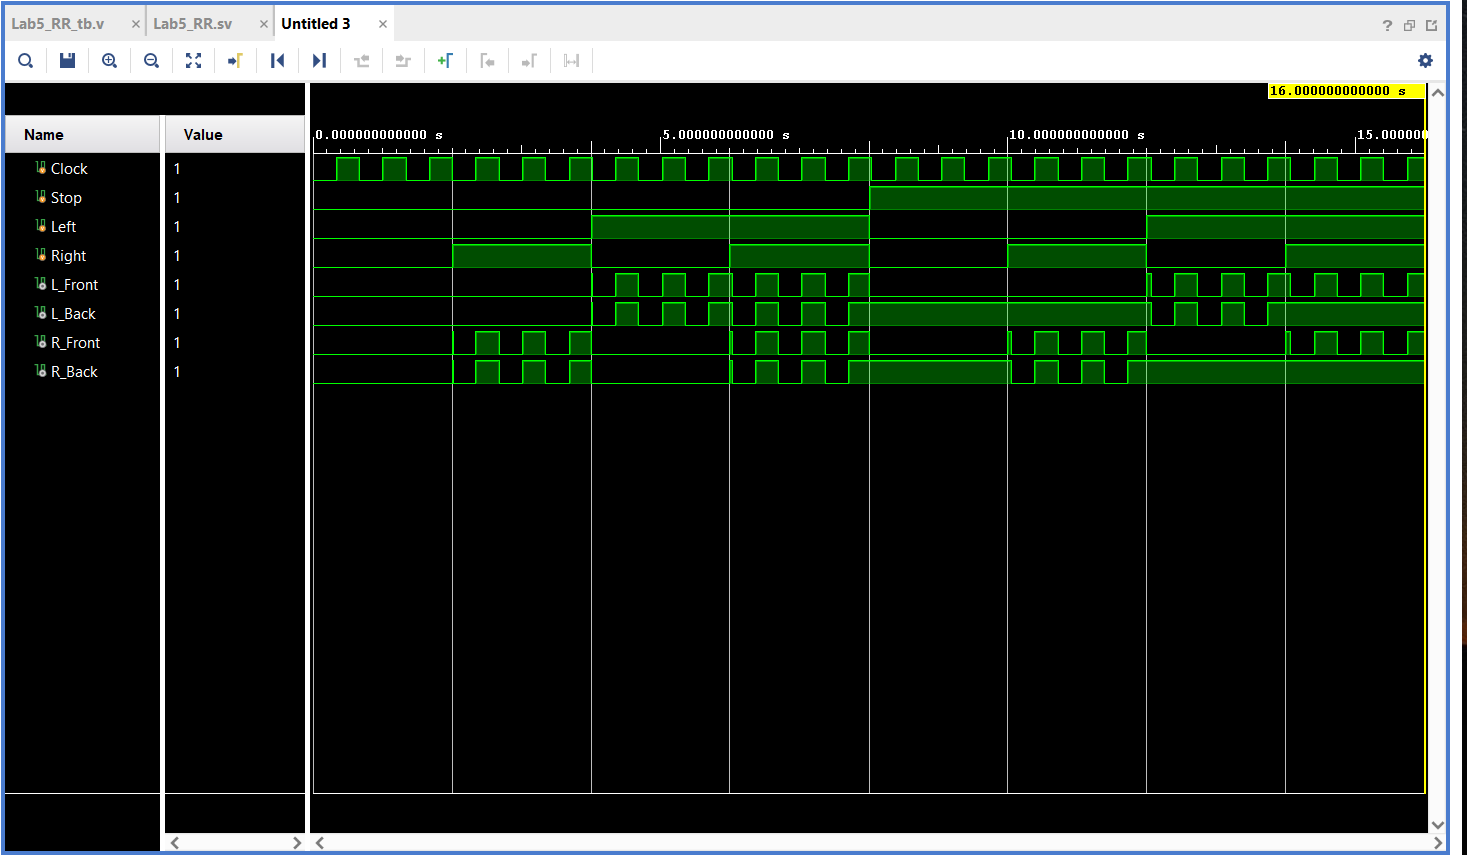 Lab5_RR_tb.v × Lab5_RR.sv × Untitled 3 ×
16.000000000000 s
Name Value
0.000000000000 s 5.000000000000 s 10.000000000000 s 15.000000
Clock 1
Stop 1
Left 1
Right 1
L_Front 1
L_Back 1
R_Front 1
R_Back 1